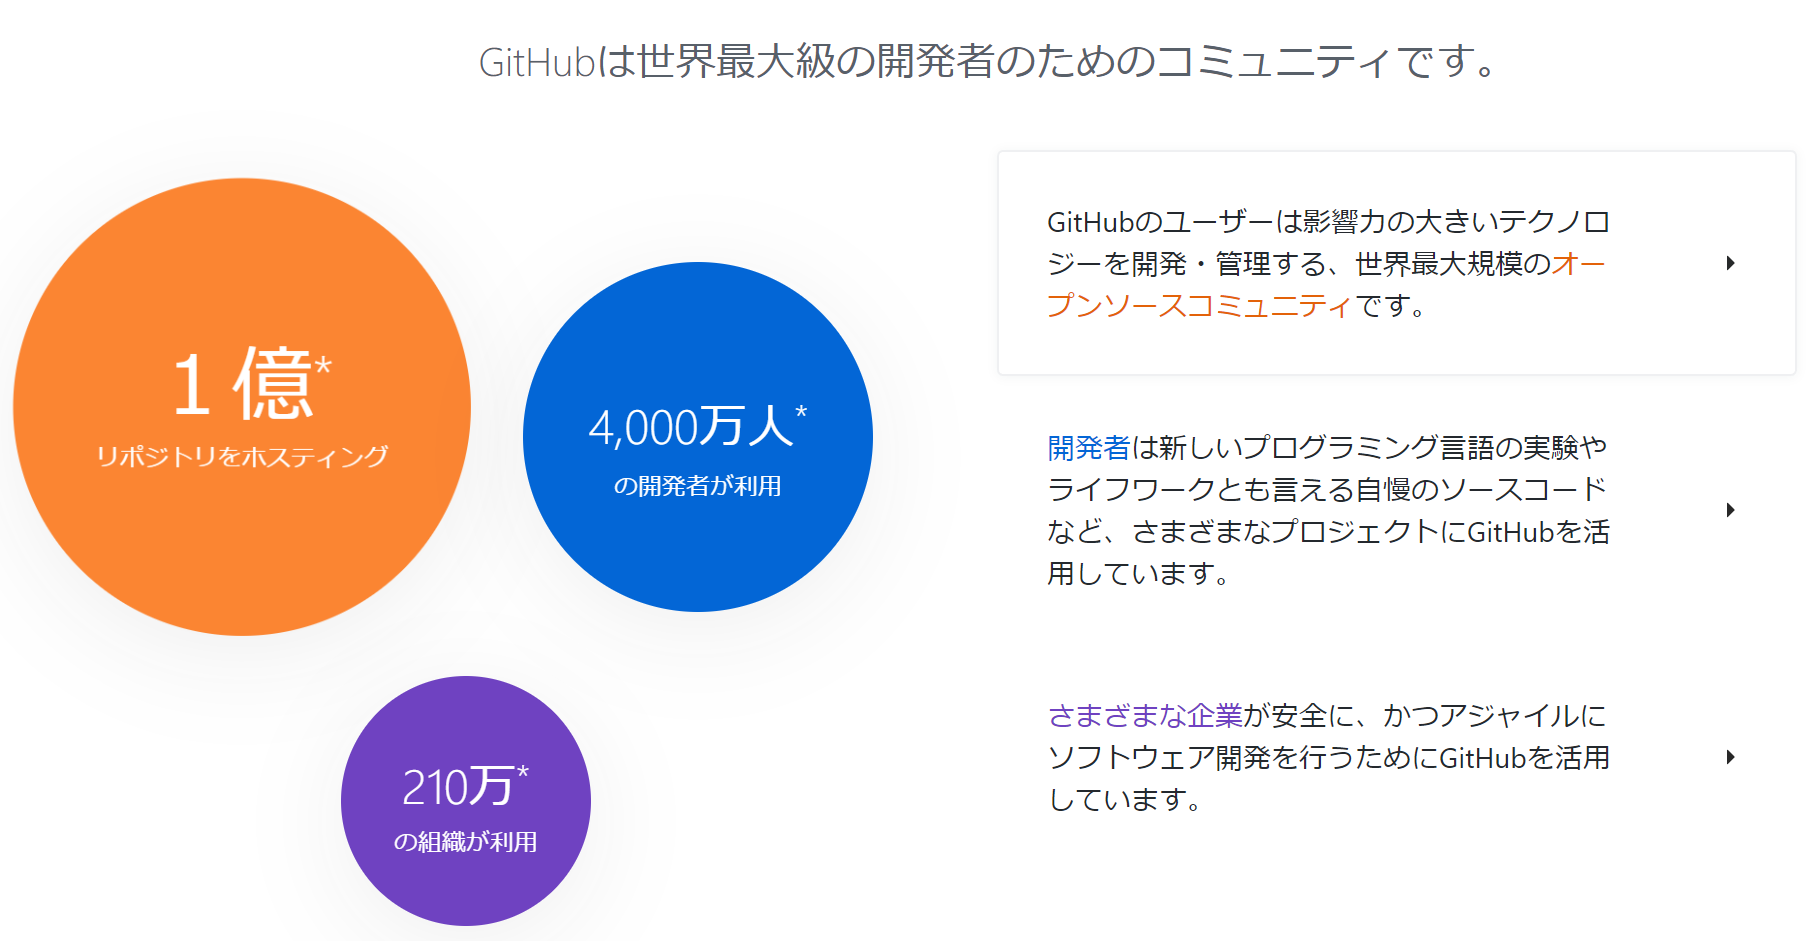 GitHubは世界最大級の開発者のためのコミュニティです。
1 億*
リポジトリをホスティング
4,000万人*
の開発者が利用
210万*
の組織が利用
GitHubのユーザーは影響力の大きいテクノロ
ジーを開発・管理する、世界最大規模のオー
プンソースコミュニティです。
開発者は新しいプログラミング言語の実験や
ライフワークとも言える自慢のソースコード
など、さまざまなプロジェクトにGitHubを活
用しています。
さまざまな企業が安全に、かつアジャイルに
ソフトウェア開発を行うためにGitHubを活用
しています。